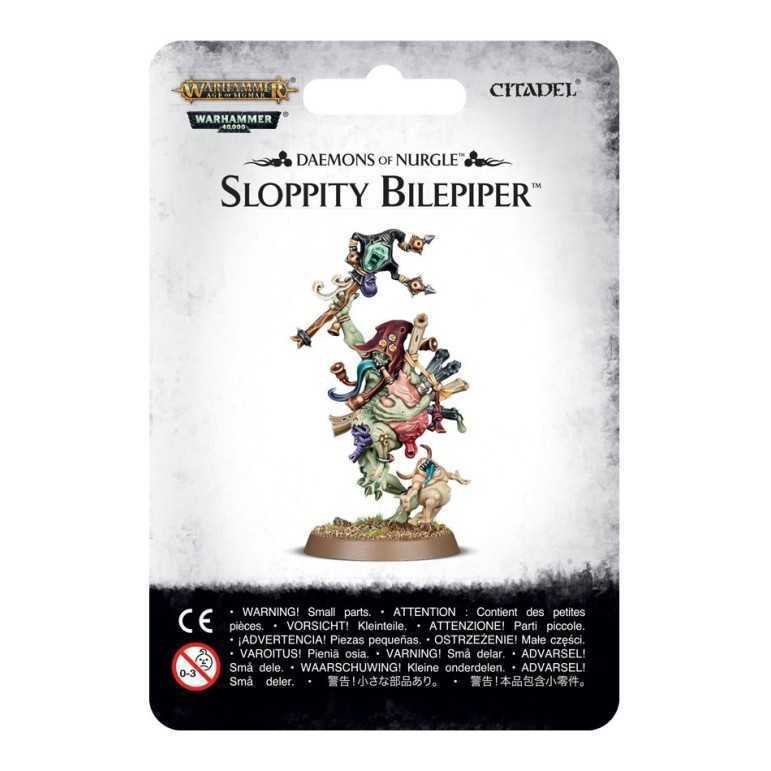 WARHAMMER
AGE OF SIGMAR
WARHAMMER
40,000
CITADEL
DAEMONS OF NURGLE™
SLOPPITY BILEPIPER™
CE
0-3
• WARNING! Small parts. • ATTENTION : Contient des petites
pièces. • VORSICHT! Kleinteile. • ATTENZIONE! Parti piccole.
• ¡ADVERTENCIA! Piezas pequeñas. • OSTRZEŻENIE! Małe części.
• VAROITUS! Pieniä osia. • VARNING! Små delar. • ADVARSEL!
Små dele. • WAARSCHUWING! Kleine onderdelen. • ADVARSEL!
Små deler. • 警告!小さな部品あり。 • 警告!本品包含小零件。